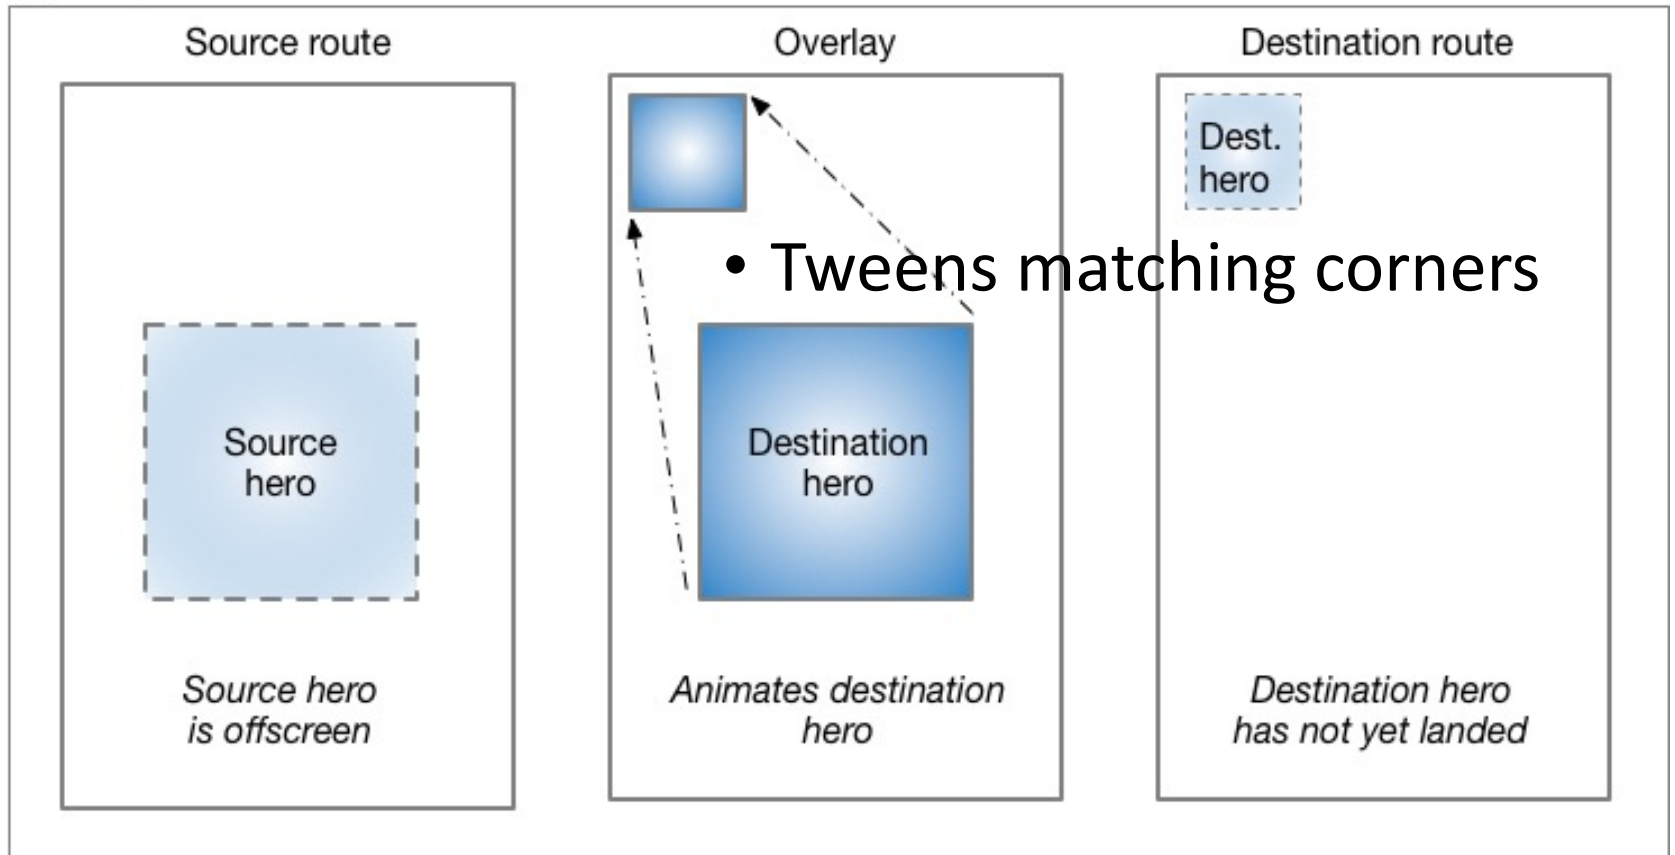 Source route
Overlay
Destination route
Dest.
hero
• Tweens matching corners
Source
hero
Destination
hero
Source hero
is offscreen
Animates destination
hero
Destination hero
has not yet landed